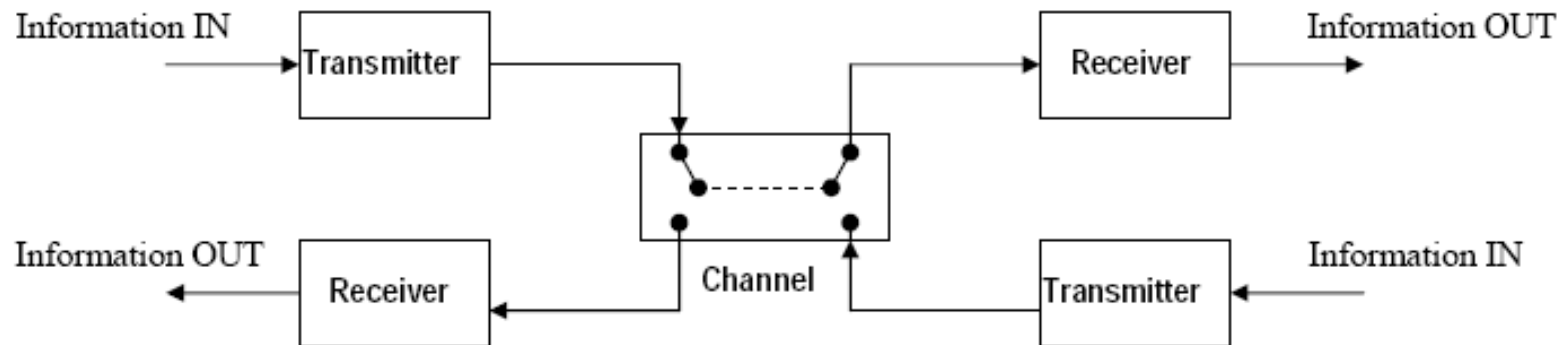 Information IN
Transmitter
Receiver
Information OUT
Information OUT
Receiver
Channel
Transmitter
Information IN